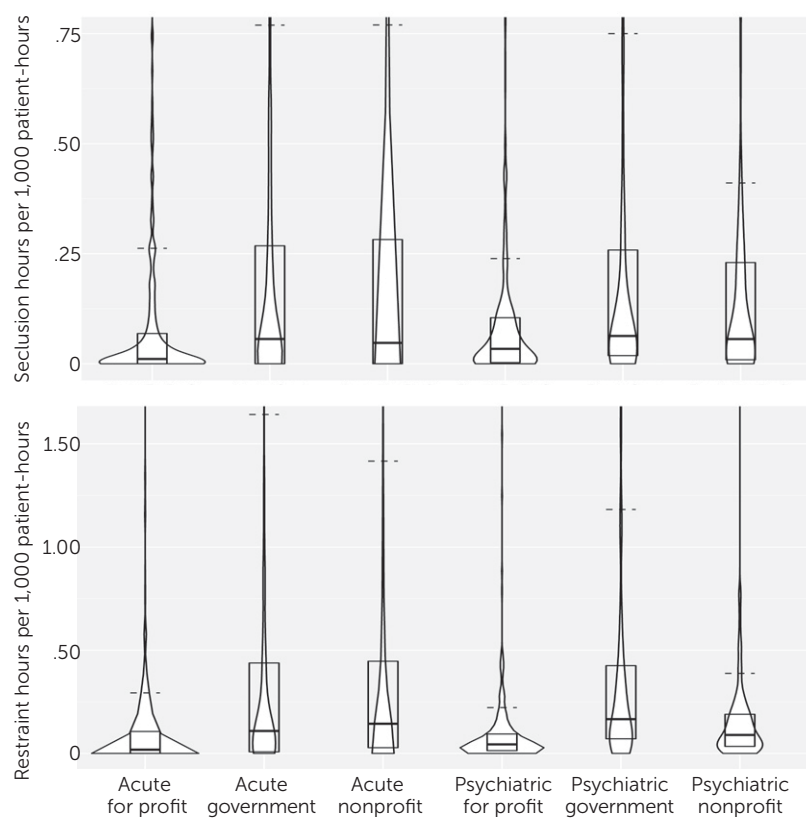 Seclusion hours per 1,000 patient-hours
.75
.50
.25
0
Restraint hours per 1,000 patient-hours
1.50
1.00
.50
0
Acute
for profit
Acute
government
Acute
nonprofit
Psychiatric
for profit
Psychiatric
government
Psychiatric
nonprofit